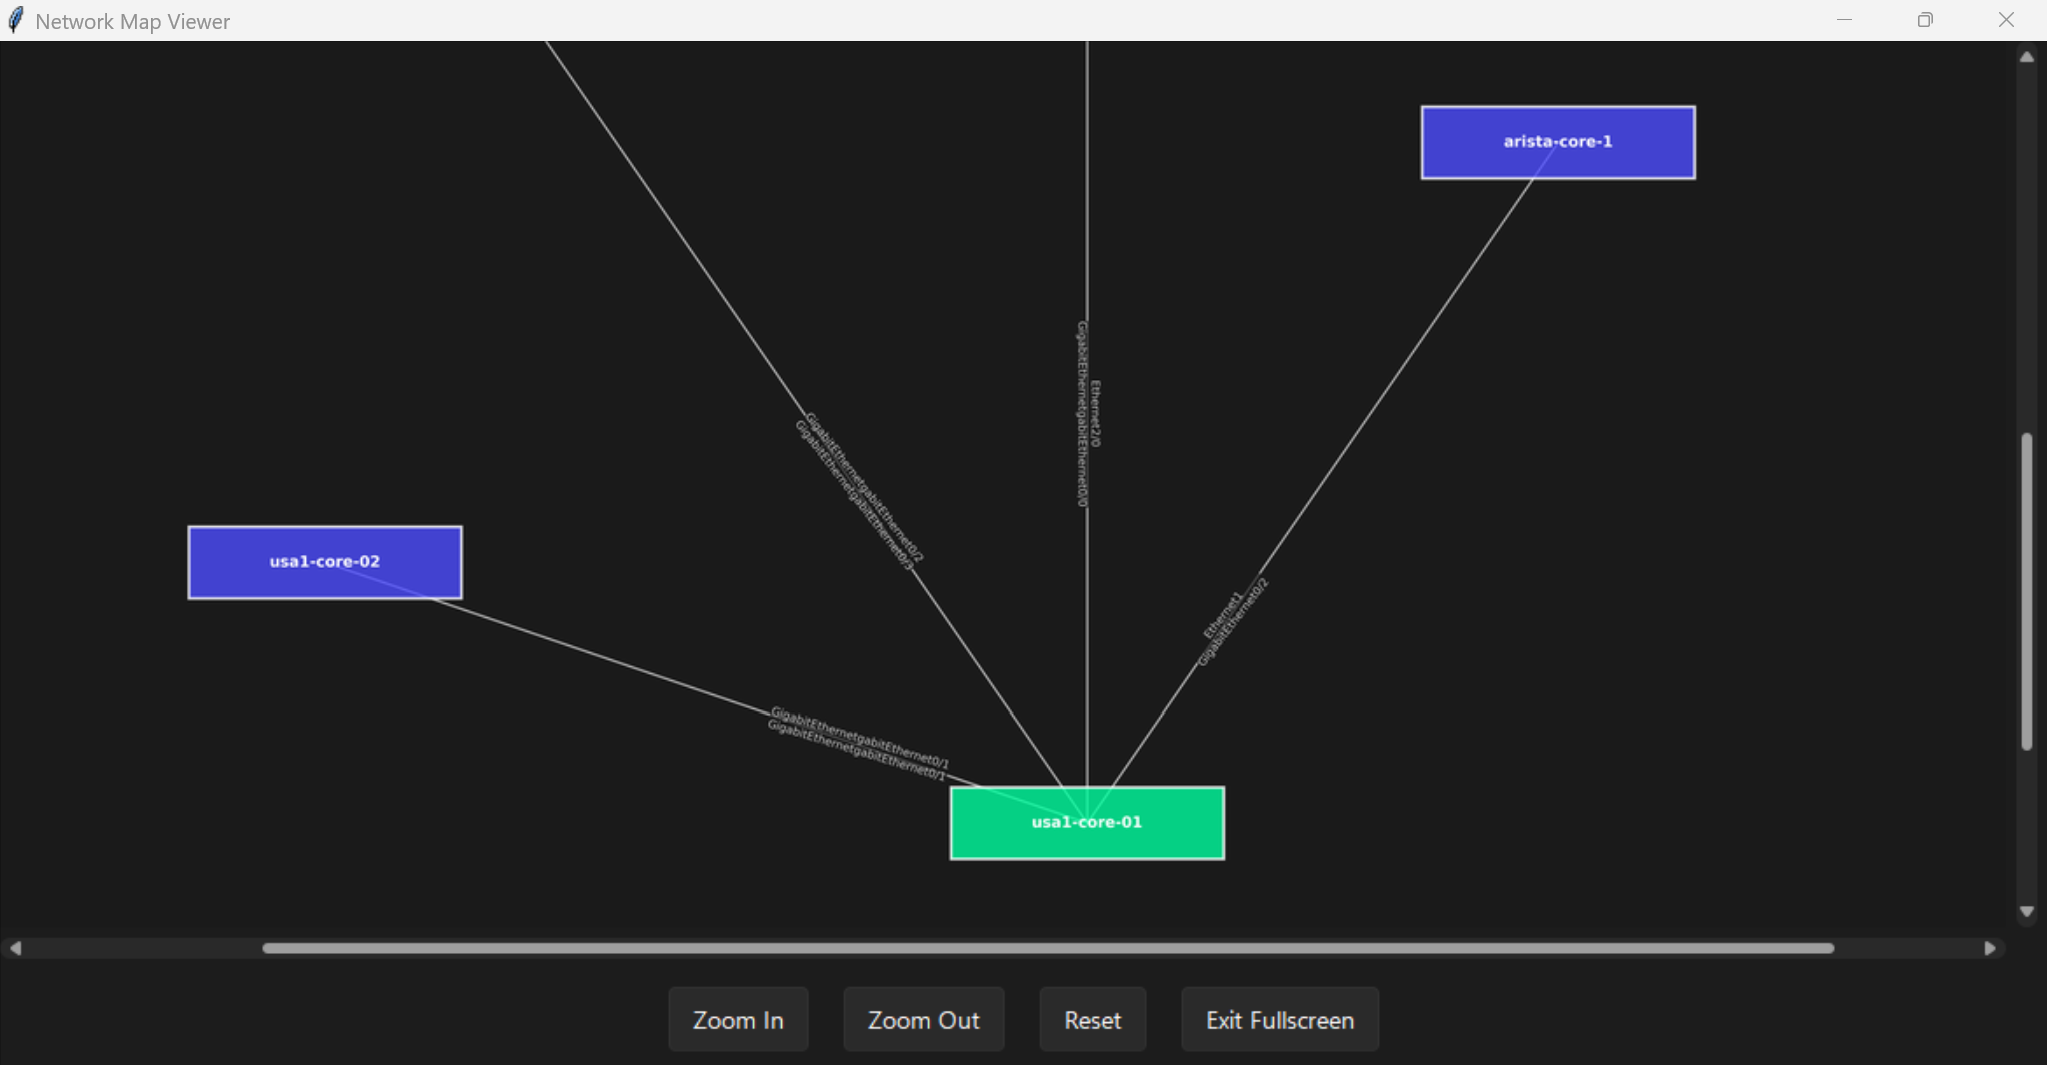 Network Map Viewer
arista-core-1
GigabitEthernetgabitEthernet0/0
Ethernet2/0
GigabitEthernetgabitEthernet0/2
GigabitEthernetgabitEthernet0/3
usa1-core-02
Ethernet1
GigabitEthernet0/2
GigabitEthernetgabitEthernet0/1
GigabitEthernetgabitEthernet0/1
usa1-core-01
Zoom In
Zoom Out
Reset
Exit Fullscreen